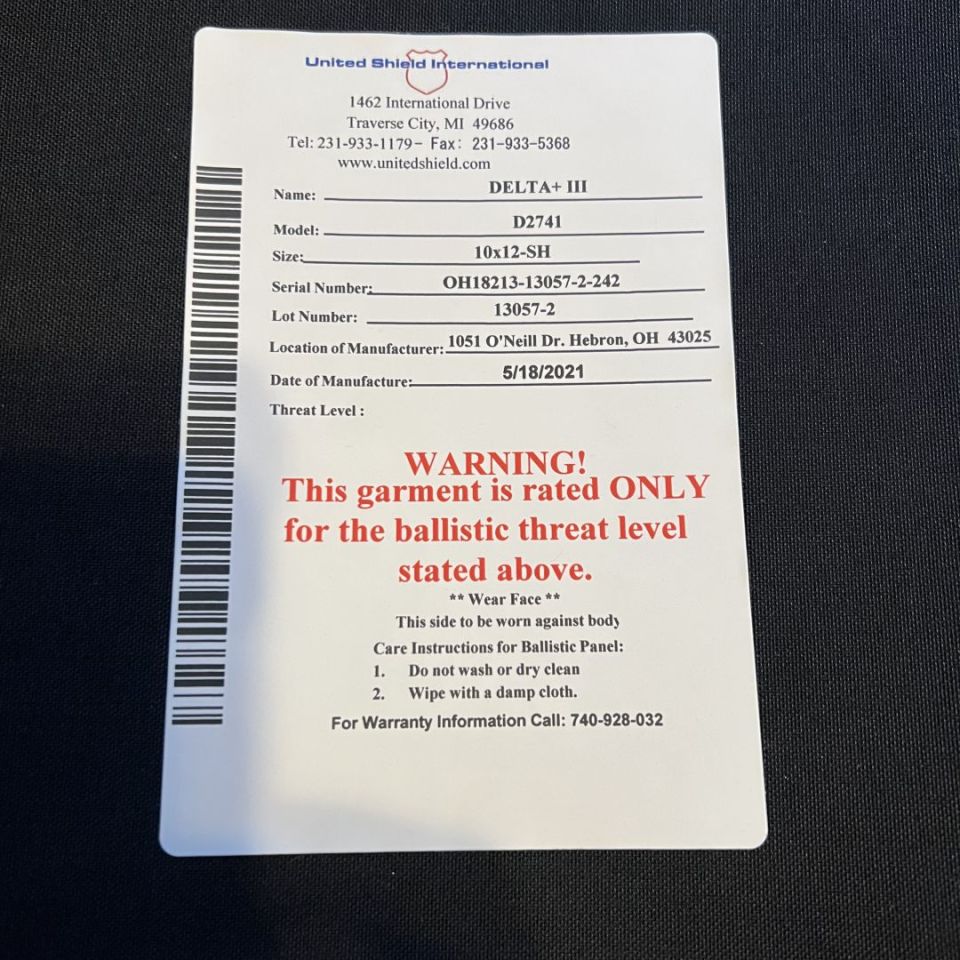 United Shield International
1462 International Drive
Traverse City, MI 49686
Tel: 231-933-1179- Fax: 231-933-5368
www.unitedshield.com
Name: DELTA+ III
Model: D2741
Size: 10x12-SH
Serial Number: OH18213-13057-2-242
Lot Number: 13057-2
Location of Manufacturer: 1051 O'Neill Dr. Hebron, OH 43025
Date of Manufacture: 5/18/2021
Threat Level :
WARNING!
This garment is rated ONLY
for the ballistic threat level
stated above.
** Wear Face **
This side to be worn against body
Care Instructions for Ballistic Panel:
1. Do not wash or dry clean
2. Wipe with a damp cloth.
For Warranty Information Call: 740-928-032